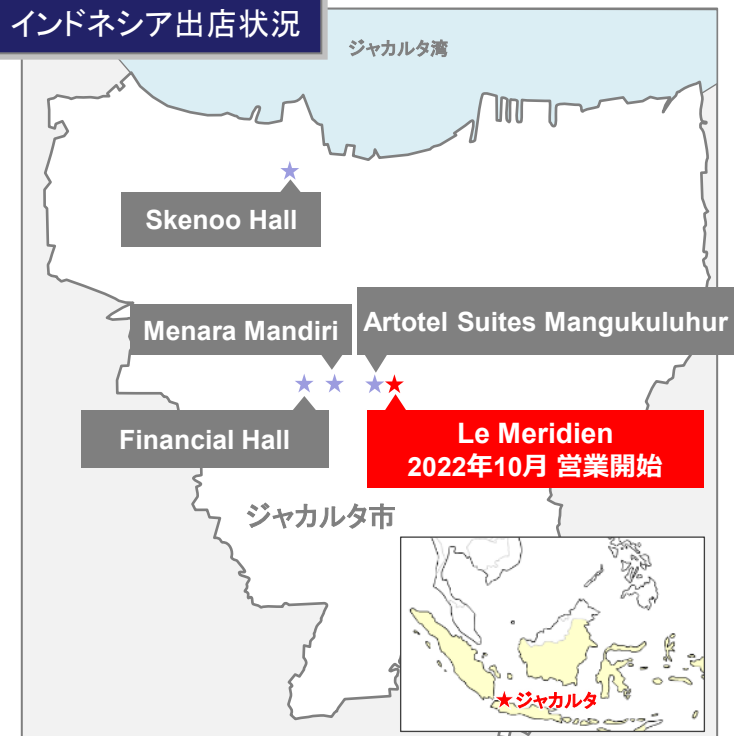 インドネシア出店状況
ジャカルタ湾
Skenoo Hall
Menara Mandiri
Artotel Suites Mangukuluhur
Financial Hall
Le Meridien
2022年10月 営業開始
ジャカルタ市
★ジャカルタ